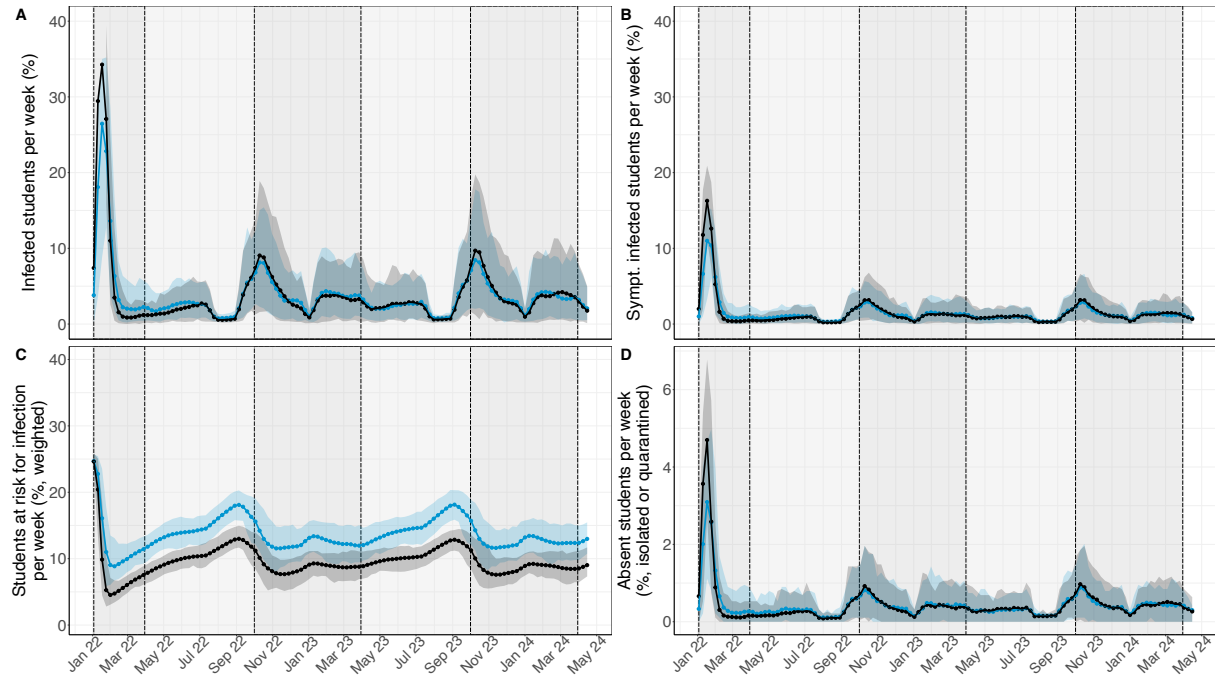 A
Infected students per week (%)
40
30
20
10
0
B
Sympt. infected students per week (%)
40
30
20
10
0
C
Students at risk for infection
per week (%, weighted)
40
30
20
10
0
Jan 22
Mar 22
May 22
Jul 22
Sep 22
Nov 22
Jan 23
Mar 23
May 23
Jul 23
Sep 23
Nov 23
Jan 24
Mar 24
May 24
D
Absent students per week
(%, isolated or quarantined)
6
4
2
0
Jan 22
Mar 22
May 22
Jul 22
Sep 22
Nov 22
Jan 23
Mar 23
May 23
Jul 23
Sep 23
Nov 23
Jan 24
Mar 24
May 24